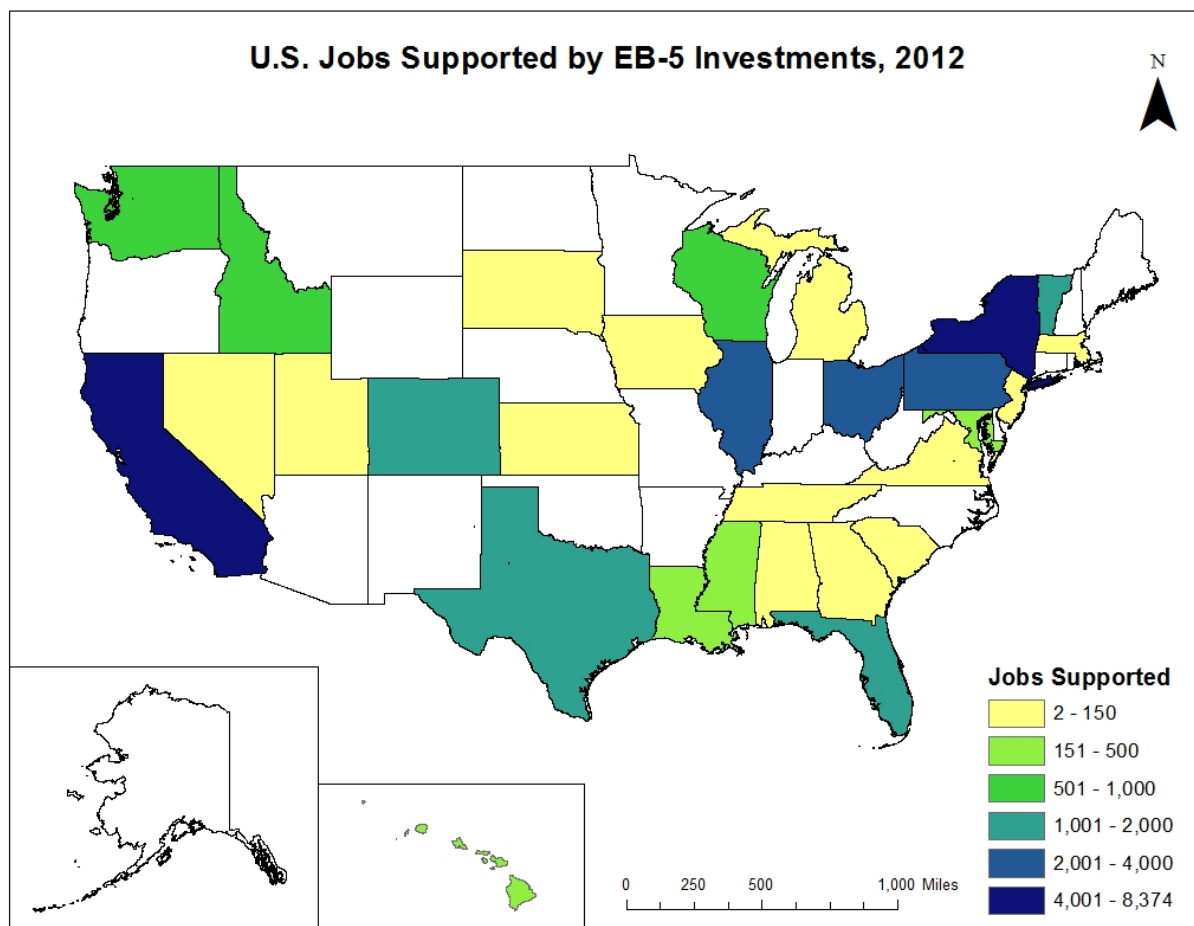 U.S. Jobs Supported by EB-5 Investments, 2012
N
Jobs Supported
2 - 150
151 - 500
501 - 1,000
1,001 - 2,000
2,001 - 4,000
4,001 - 8,374
0 250 500 1,000 Miles